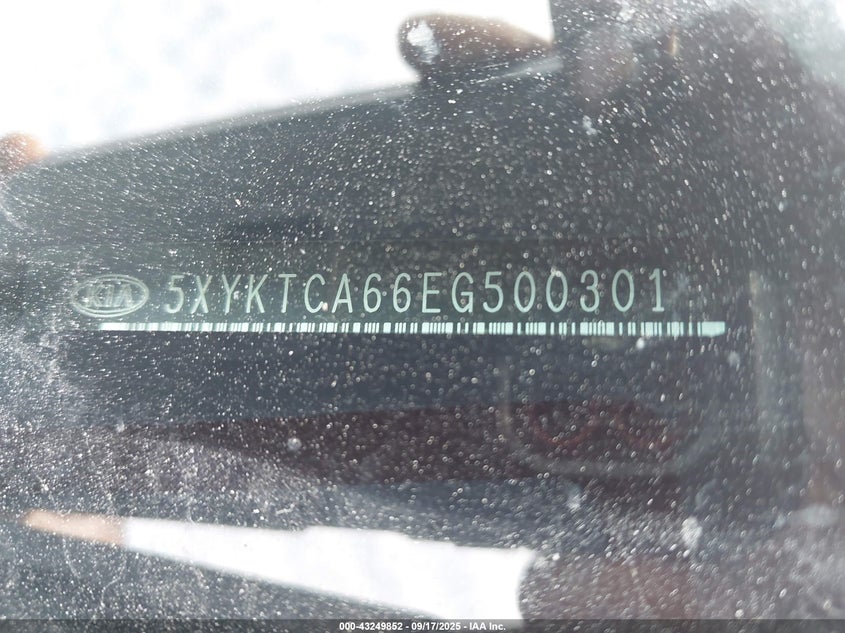 KIA 5XYKTCA66EG500301
000-43249852 - 09/17/2025 - IAA Inc.